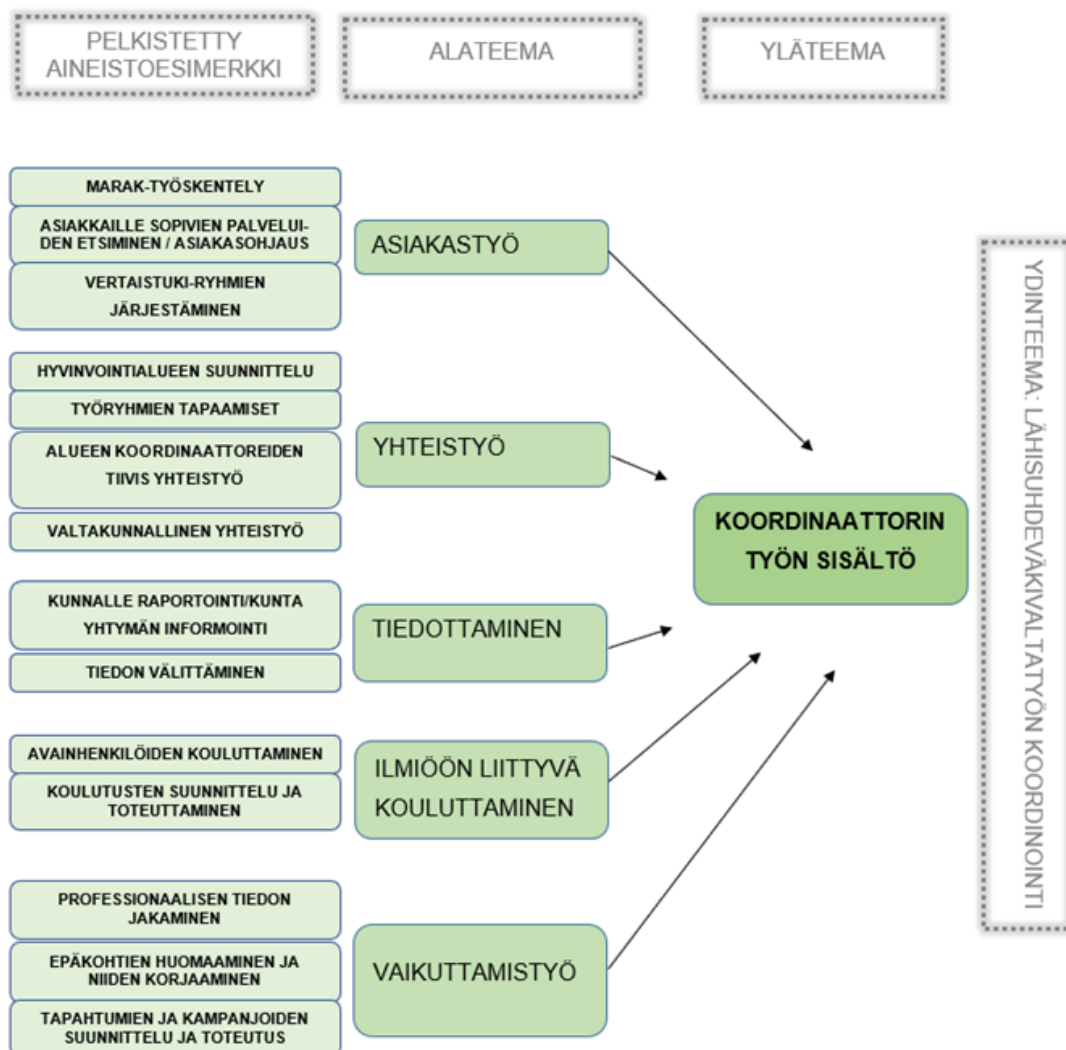 PELKISTETTY
AINEISTOESIMERKKI
ALATEEMA
YLÄTEEMA
MARAK-TYÖSKENTELY
ASIAKKAILLE SOPIVIEN PALVELUI-
DEN ETSIMINEN / ASIAKASOHJAUS
VERTAISTUKI-RYHMIEN
JÄRJESTÄMINEN
ASIAKASTYÖ
HYVINVOINTIALUEEN SUUNNITTELU
TYÖRYHMIEN TAPAAMISET
ALUEEN KOORDINAATTOREIDEN
TIIVIS YHTEISTYÖ
VALTAKUNNALLINEN YHTEISTYÖ
YHTEISTYÖ
KUNNALLE RAPORTOINTI/KUNTA
YHTYMÄN INFORMOINTI
TIEDON VÄLITTÄMINEN
TIEDOTTAMINEN
AVAINHENKILÖIDEN KOULUTTAMINEN
KOULUTUSTEN SUUNNITTELU JA
TOTEUTTAMINEN
ILMIÖÖN LIITTYVÄ
KOULUTTAMINEN
PROFESSIONAALISEN TIEDON
JAKAMINEN
EPÄKOHTIEN HUOMAAMINEN JA
NIIDEN KORJAAMINEN
TAPAHTUMIEN JA KAMPANJOIDEN
SUUNNITTELU JA TOTEUTUS
VAIKUTTAMISTYÖ
KOORDINAATTORIN
TYÖN SISÄLTÖ
YDINTEEMA: LÄHISUHDEVÄKIVALTATYÖN KOORDINOINTI